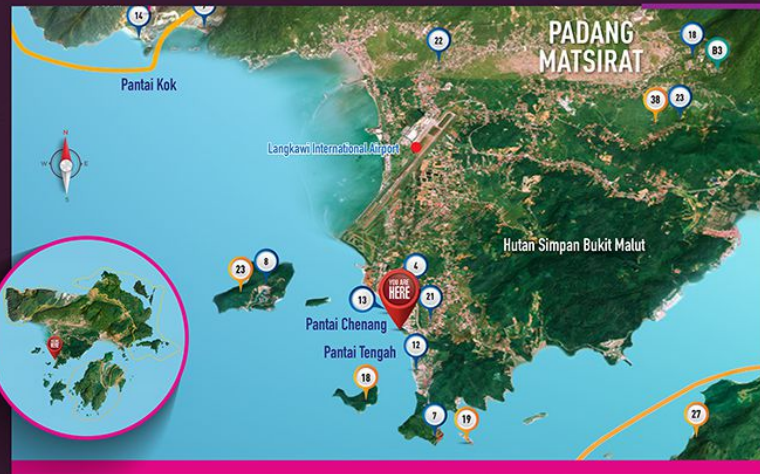 14
22
PADANG
MATSIRAT
18
B3
Pantai Kok
38
23
N
W
E
S
Langkawi International Airport
Hutan Simpan Bukit Malut
23
8
4
YOU ARE
HERE
13
21
Pantai Chenang
Pantai Tengah
12
18
7
19
27